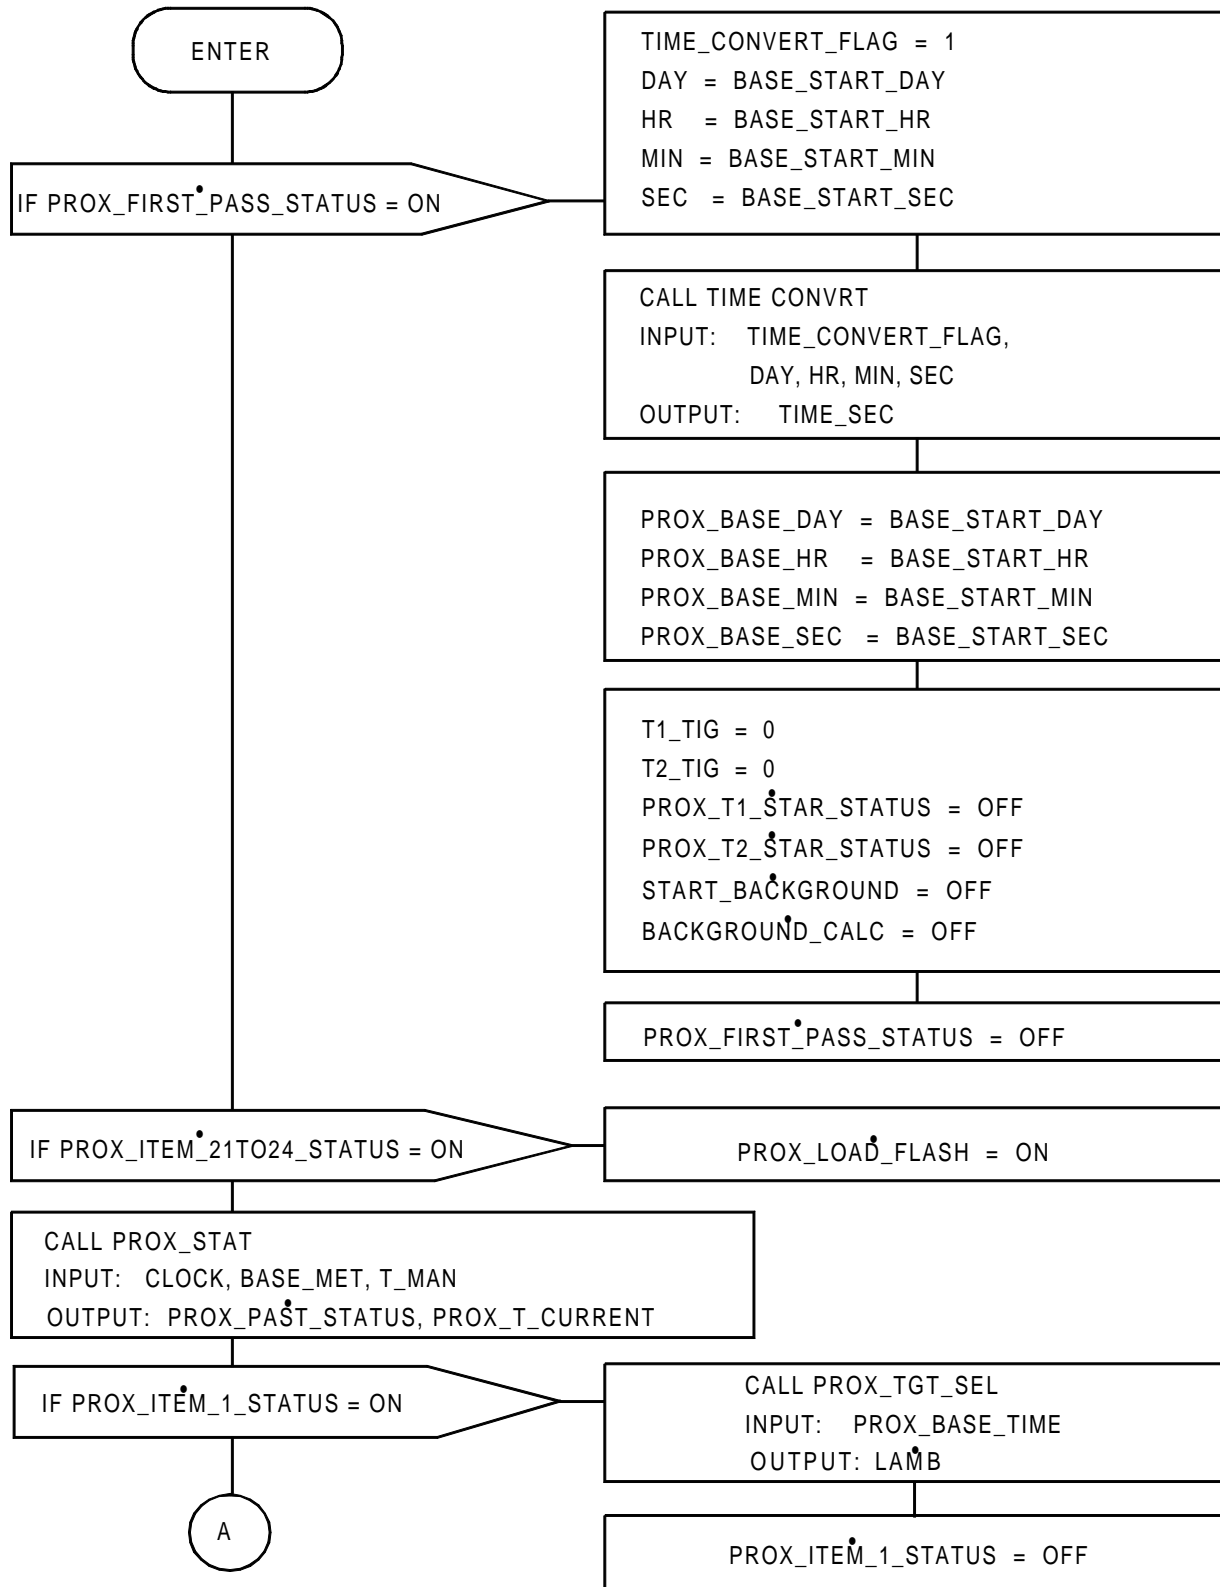 ENTER
IF PROX_FIRST_PASS_STATUS = ON
TIME_CONVERT_FLAG = 1
DAY = BASE_START_DAY
HR = BASE_START_HR
MIN = BASE_START_MIN
SEC = BASE_START_SEC
CALL TIME CONVRT
INPUT: TIME_CONVERT_FLAG,
DAY, HR, MIN, SEC
OUTPUT: TIME_SEC
PROX_BASE_DAY = BASE_START_DAY
PROX_BASE_HR = BASE_START_HR
PROX_BASE_MIN = BASE_START_MIN
PROX_BASE_SEC = BASE_START_SEC
T1_TIG = 0
T2_TIG = 0
PROX_T1_STAR_STATUS = OFF
PROX_T2_STAR_STATUS = OFF
START_BACKGROUND = OFF
BACKGROUND_CALC = OFF
PROX_FIRST_PASS_STATUS = OFF
IF PROX_ITEM_21TO24_STATUS = ON
PROX_LOAD_FLASH = ON
CALL PROX_STAT
INPUT: CLOCK, BASE_MET, T_MAN
OUTPUT: PROX_PAST_STATUS, PROX_T_CURRENT
IF PROX_ITEM_1_STATUS = ON
CALL PROX_TGT_SEL
INPUT: PROX_BASE_TIME
OUTPUT: LAMB
PROX_ITEM_1_STATUS = OFF
A